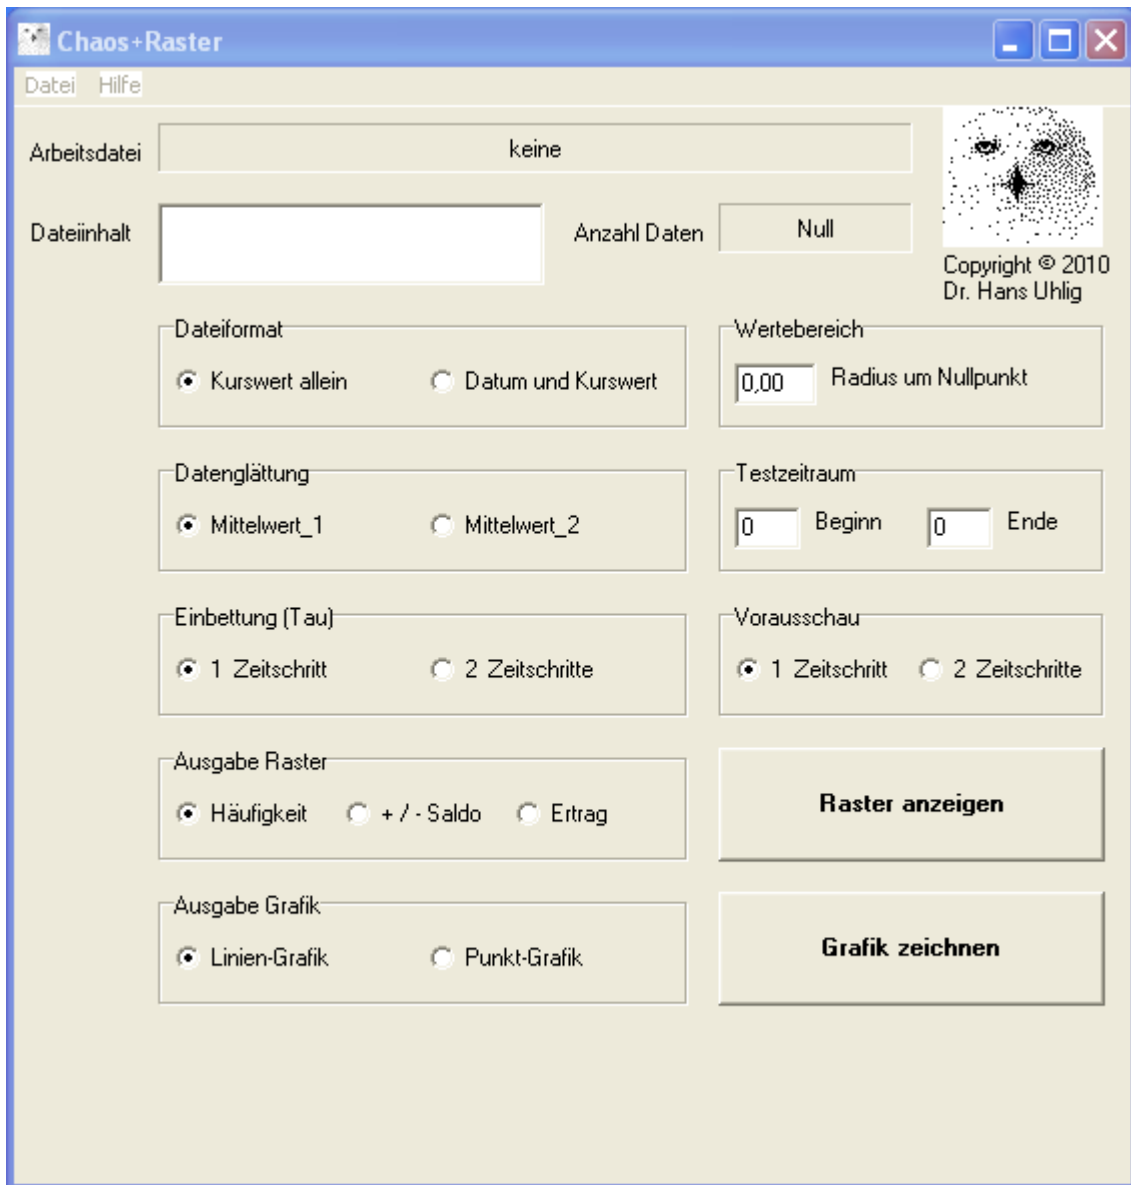 Chaos+Raster
Datei Hilfe
Arbeitsdatei keine
Dateiinhalt Anzahl Daten Null
Copyright © 2010
Dr. Hans Uhlig
Dateiformat Wertebereich
Kurswert allein Datum und Kurswert 0,00 Radius um Nullpunkt
Datenglättung Testzeitraum
Mittelwert_1 Mittelwert_2 0 Beginn 0 Ende
Einbettung (Tau) Vorausschau
1 Zeitschritt 2 Zeitschritte 1 Zeitschritt 2 Zeitschritte
Ausgabe Raster
Häufigkeit + / - Saldo Ertrag Raster anzeigen
Ausgabe Grafik
Linien-Grafik Punkt-Grafik Grafik zeichnen